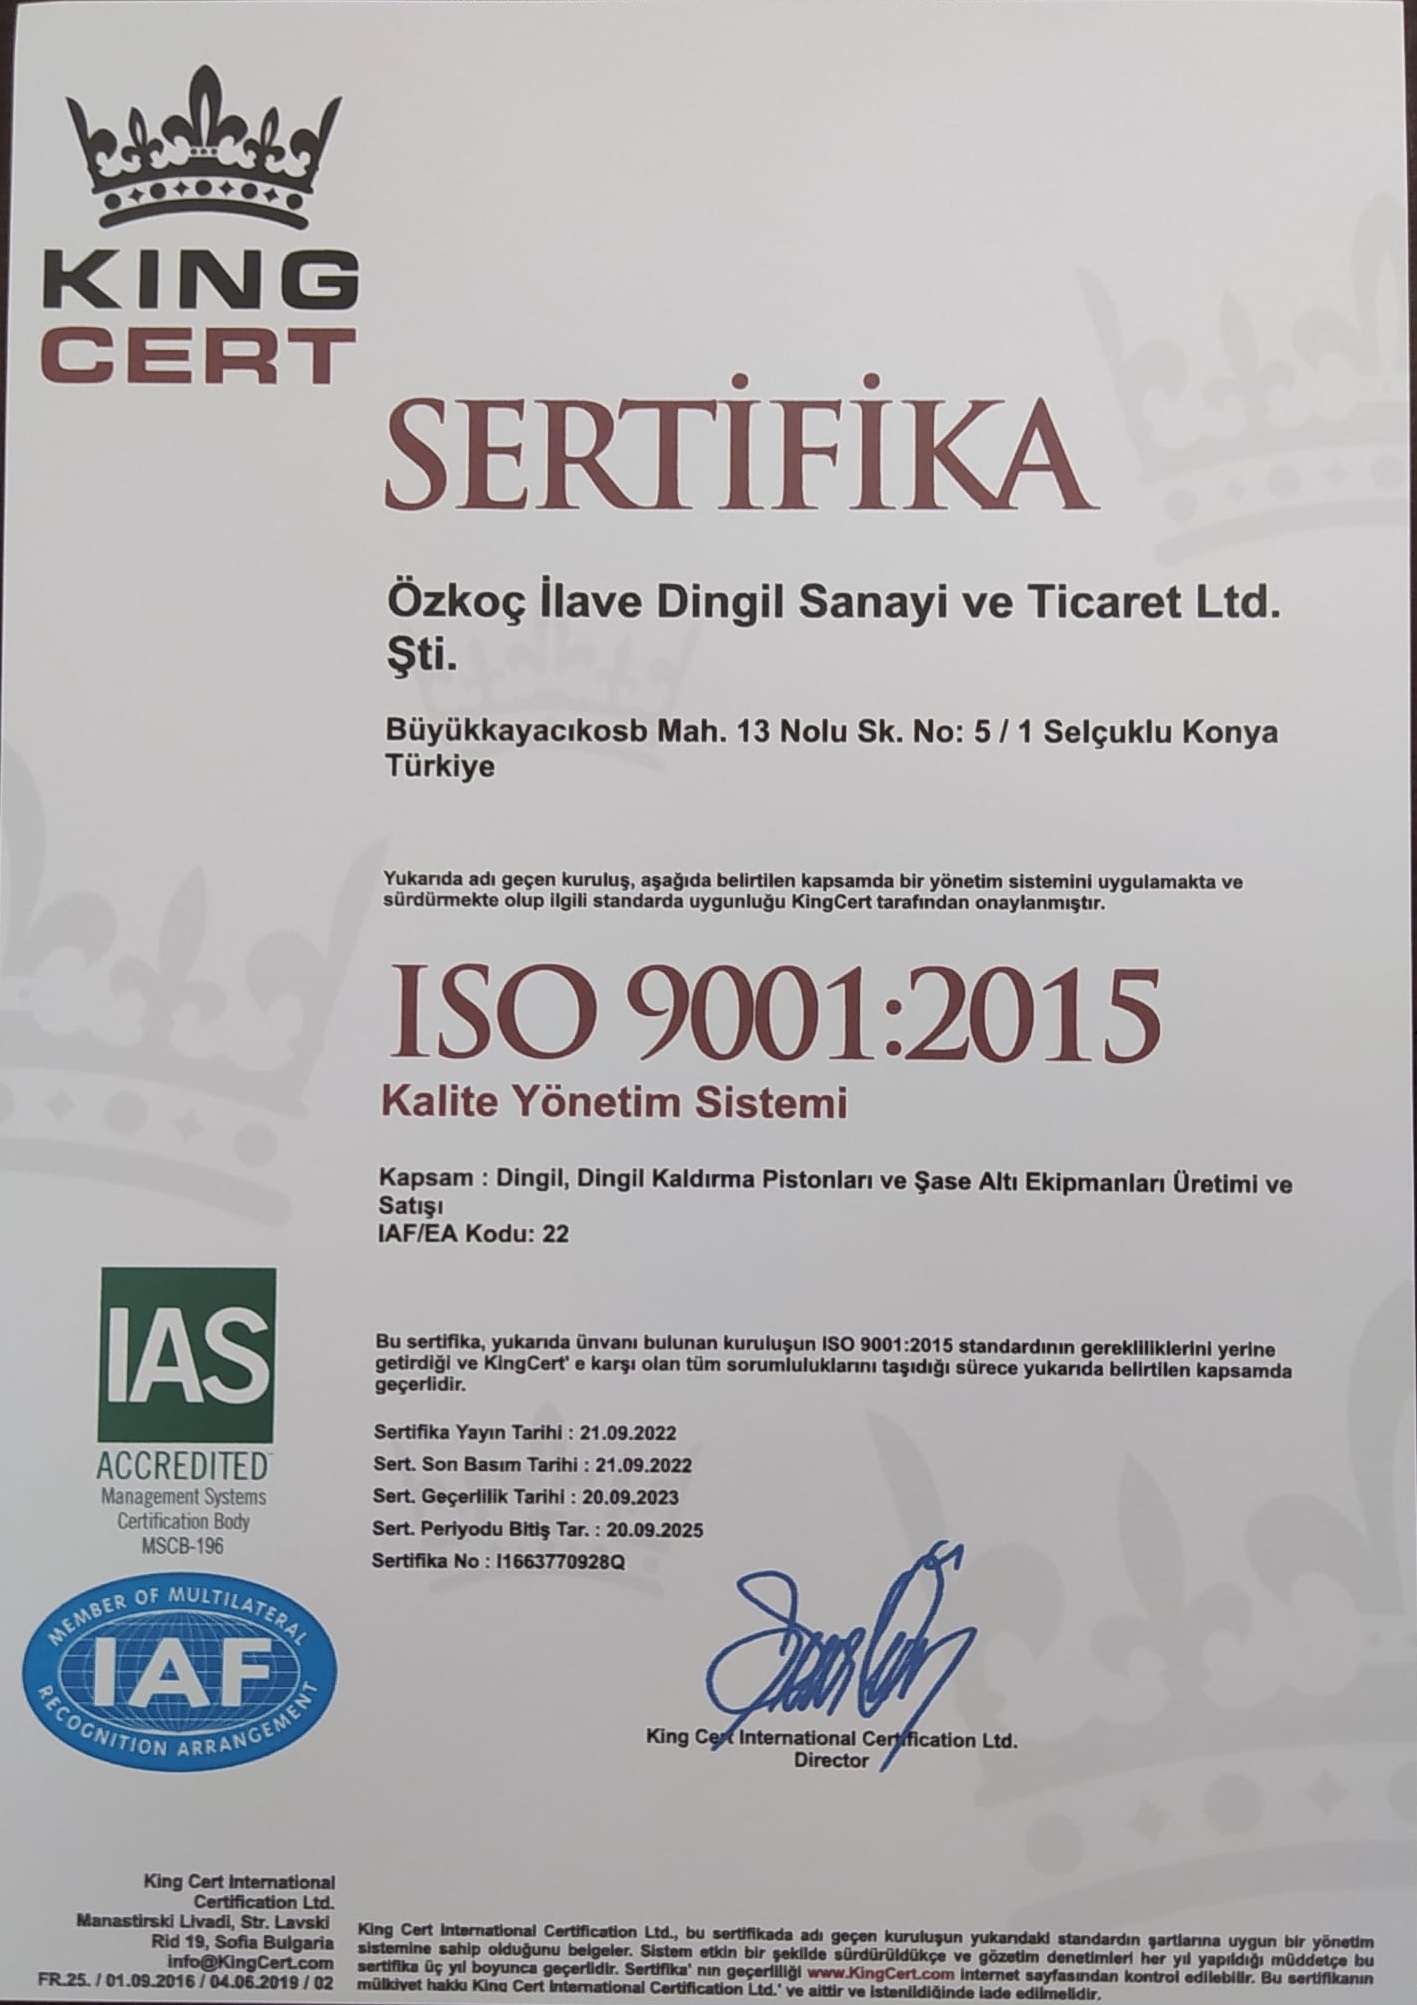 KING
CERT
SERTİFİKA
Özkoç İlave Dingil Sanayi ve Ticaret Ltd.
Şti.
Büyükkayacıkosb Mah. 13 Nolu Sk. No: 5 / 1 Selçuklu Konya
Türkiye
Yukarıda adı geçen kuruluş, aşağıda belirtilen kapsamda bir yönetim sistemini uygulamakta ve
sürdürmekte olup ilgili standarda uygunluğu KingCert tarafından onaylanmıştır.
ISO 9001:2015
Kalite Yönetim Sistemi
Kapsam : Dingil, Dingil Kaldırma Pistonları ve Şase Altı Ekipmanları Üretimi ve
Satışı
IAF/EA Kodu: 22
Bu sertifika, yukarıda ünvanı bulunan kuruluşun ISO 9001:2015 standardının gerekliliklerini yerine
getirdiği ve KingCert' e karşı olan tüm sorumluluklarını taşıdığı sürece yukarıda belirtilen kapsamda
geçerlidir.
Sertifika Yayın Tarihi : 21.09.2022
Sert. Son Basım Tarihi : 21.09.2022
Sert. Geçerlilik Tarihi : 20.09.2023
Sert. Periyodu Bitiş Tar. : 20.09.2025
Sertifika No : I1663770928Q
IAS
ACCREDITED
Management Systems
Certification Body
MSCB-196
MEMBER OF MULTILATERAL
IAF
RECOGNITION ARRANGEMENT
King Cert International Certification Ltd.
Director
King Cert International
Certification Ltd.
Manastirski Livadi, Str. Lavski
Rid 19, Sofia Bulgaria
info@KingCert.com
FR.25. / 01.09.2016 / 04.06.2019 / 02
King Cert International Certification Ltd., bu sertifikada adı geçen kuruluşun yukarıdaki standardın şartlarına uygun bir yönetim
sistemine sahip olduğunu belgeler. Sistem etkin bir şekilde sürdürüldükçe ve gözetim denetimleri her yıl yapıldığı müddetçe bu
sertifika üç yıl boyunca geçerlidir. Sertifika' nın geçerliliği www.KingCert.com internet sayfasından kontrol edilebilir. Bu sertifikanın
mülkiyet hakkı King Cert International Certification Ltd.' ye aittir ve istenildiğinde iade edilmelidir.